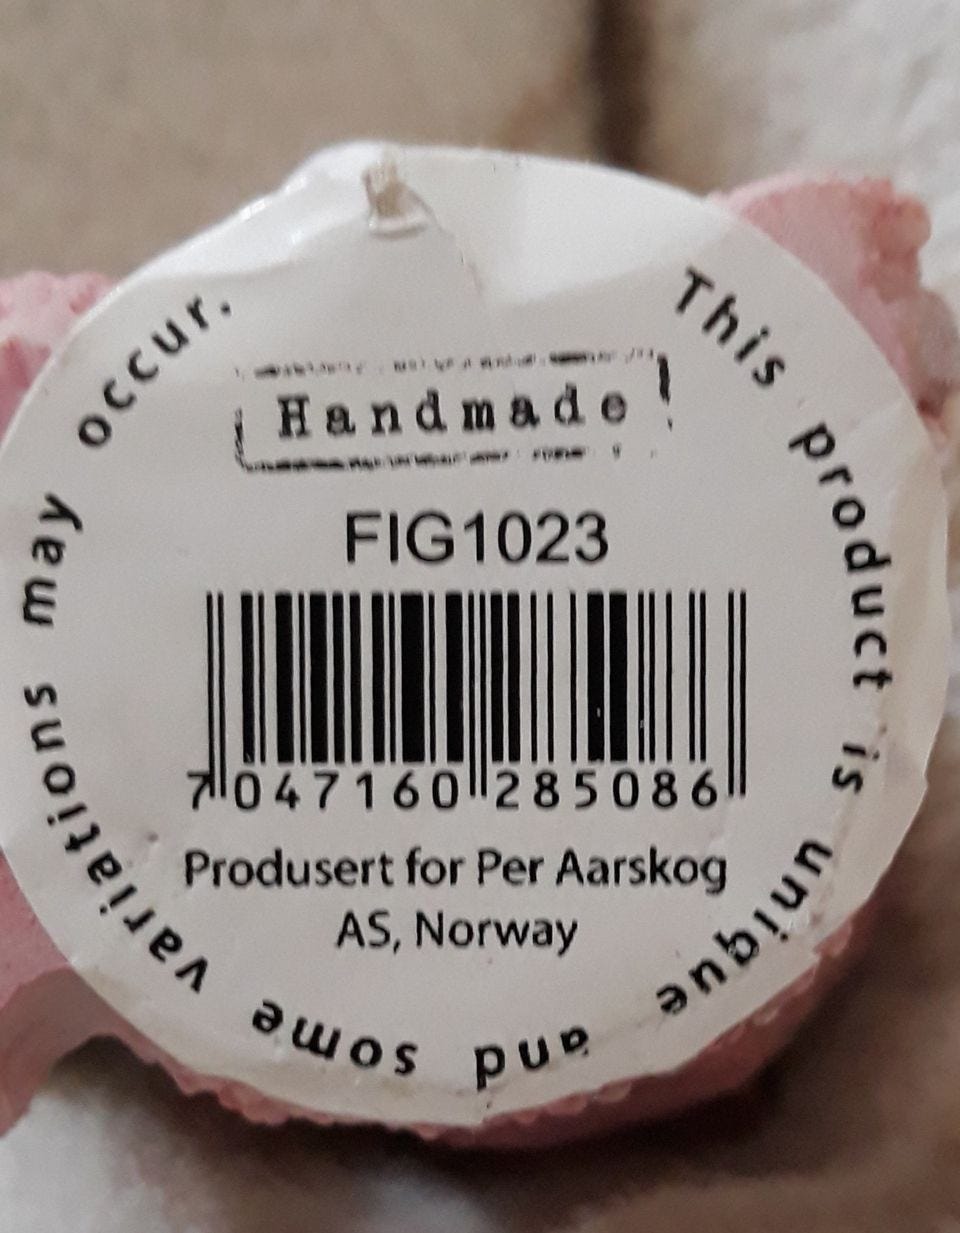 This product is unique and some variations may occur.
Handmade
FIG1023
7 047160 285086
Produsert for Per Aarskog
AS, Norway